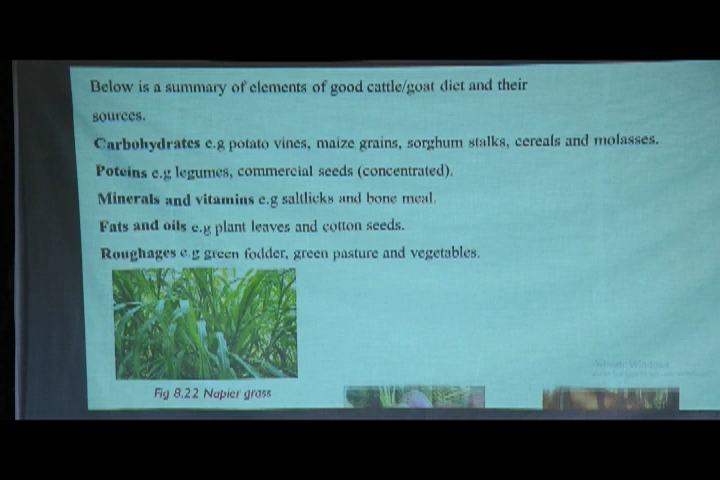 Below is a summary of elements of good cattle/goat diet and their
sources.
Carbohydrates e.g potato vines, maize grains, sorghum stalks, cereals and molasses.
Poteins e.g legumes, commercial seeds (concentrated).
Minerals and vitamins e.g saltlicks and bone meal.
Fats and oils e.g plant leaves and cotton seeds.
Roughages e.g green fodder, green pasture and vegetables.
Fig 8.22 Napier grass
Activate Windows